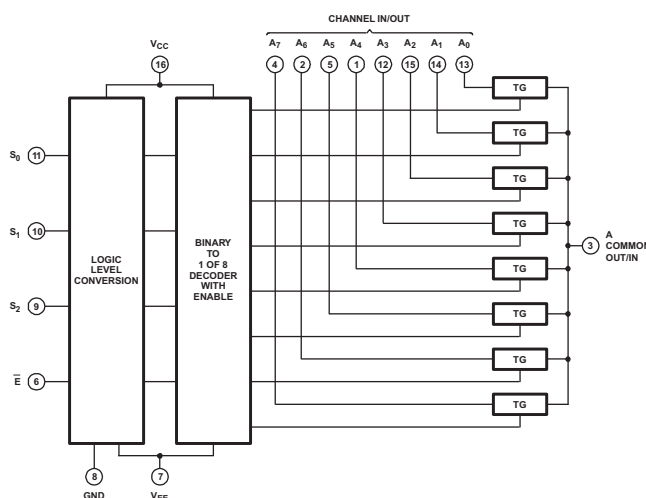 CHANNEL IN/OUT
VCC
A7 A6 A5 A4 A3 A2 A1 A0
16
4 2 5 1 12 15 14 13
TG
TG
S0 11
TG
S1 10
TG
LOGIC
LEVEL
CONVERSION
BINARY
TO
1 OF 8
DECODER
WITH
ENABLE
3
A
COMMON
OUT/IN
TG
S2 9
TG
TG
E̅ 6
TG
8
7
GND
VEE